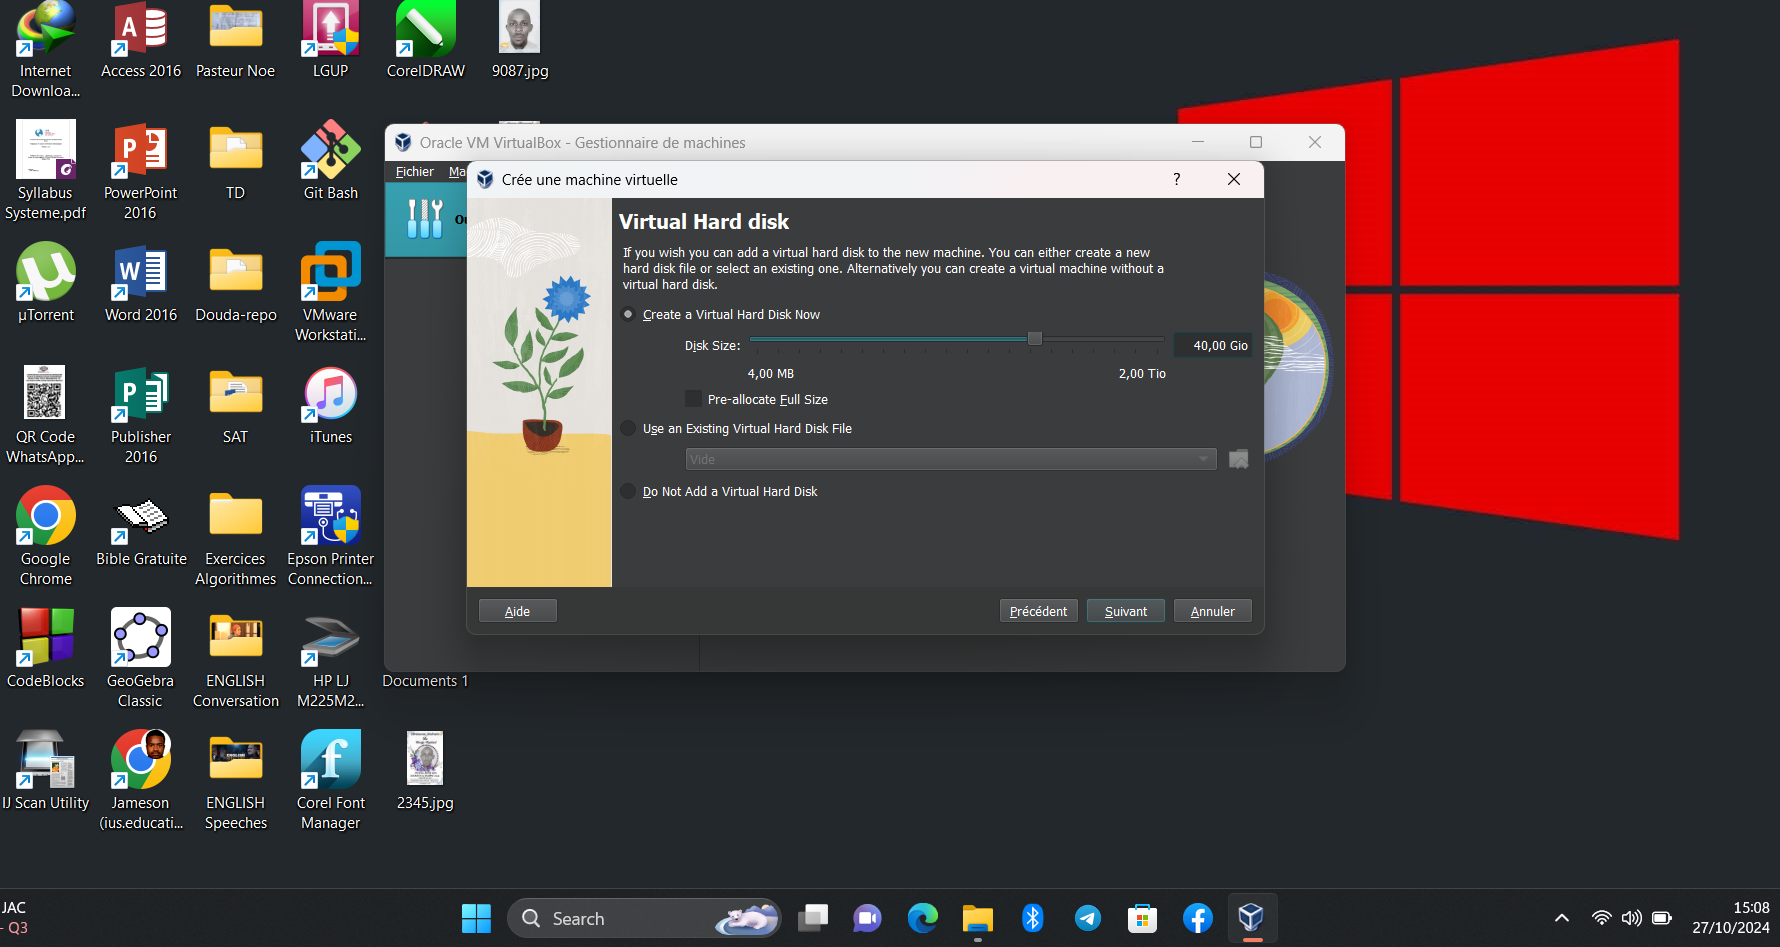 Internet
Downloa...
Access 2016
Pasteur Noe
LGUP
CorelDRAW
9087.jpg
Syllabus
Systeme.pdf
PowerPoint
2016
TD
Git Bash
µTorrent
Word 2016
Douda-repo
VMware
Workstati...
QR Code
WhatsApp...
Publisher
2016
SAT
iTunes
Google
Chrome
Bible Gratuite
Exercices
Algorithmes
Epson Printer
Connection...
CodeBlocks
GeoGebra
Classic
ENGLISH
Conversation
HP LJ
M225M2...
Documents 1
IJ Scan Utility
Jameson
(ius.educati...
ENGLISH
Speeches
Corel Font
Manager
2345.jpg
Oracle VM VirtualBox - Gestionnaire de machines
Fichier
Crée une machine virtuelle
?
Virtual Hard disk
If you wish you can add a virtual hard disk to the new machine. You can either create a new
hard disk file or select an existing one. Alternatively you can create a virtual machine without a
virtual hard disk.
Create a Virtual Hard Disk Now
Disk Size:
40,00 Gio
4,00 MB
2,00 Tio
Pre-allocate Full Size
Use an Existing Virtual Hard Disk File
Vide
Do Not Add a Virtual Hard Disk
Aide
Précédent
Suivant
Annuler
JAC
- Q3
Search
15:08
27/10/2024